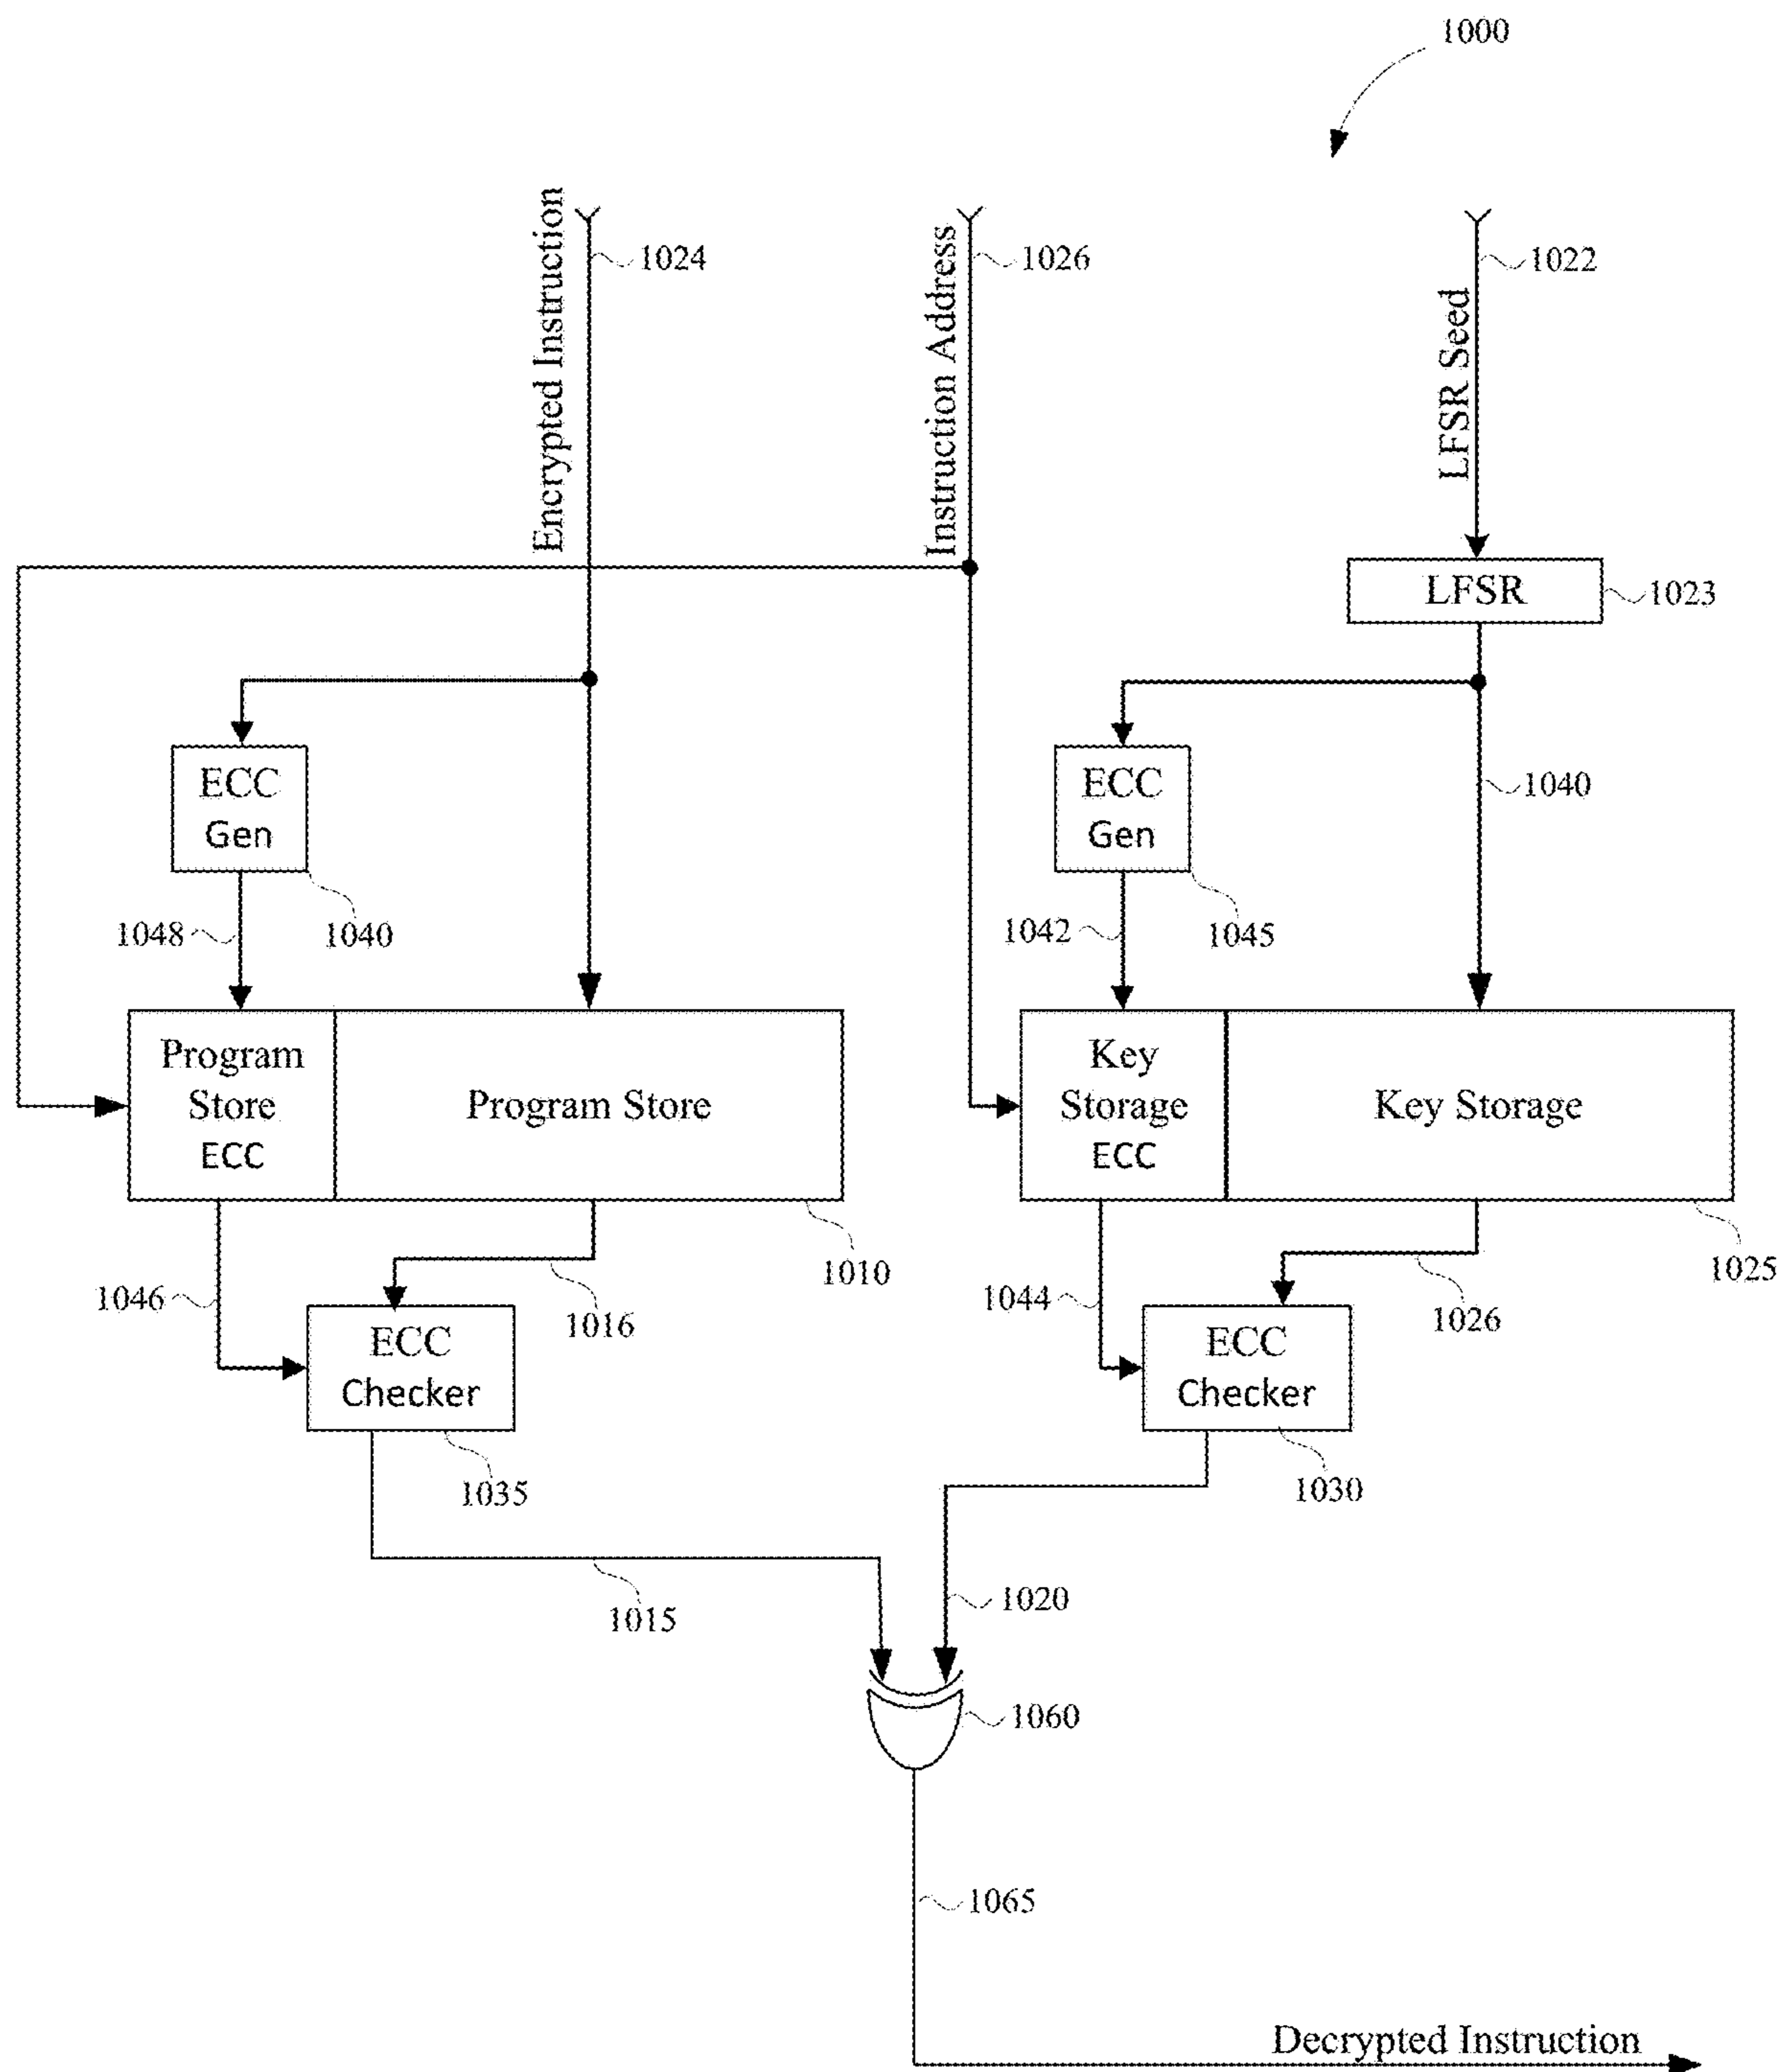 1000
Encrypted Instruction
1024
Instruction Address
1026
LFSR Seed
1022
LFSR
1023
ECC
Gen
1040
1048
ECC
Gen
1045
1042
1040
Program
Store
ECC
Program Store
1010
Key
Storage
ECC
Key Storage
1025
1046
1016
ECC
Checker
1035
1044
1026
ECC
Checker
1030
1015
1020
1060
1065
Decrypted Instruction